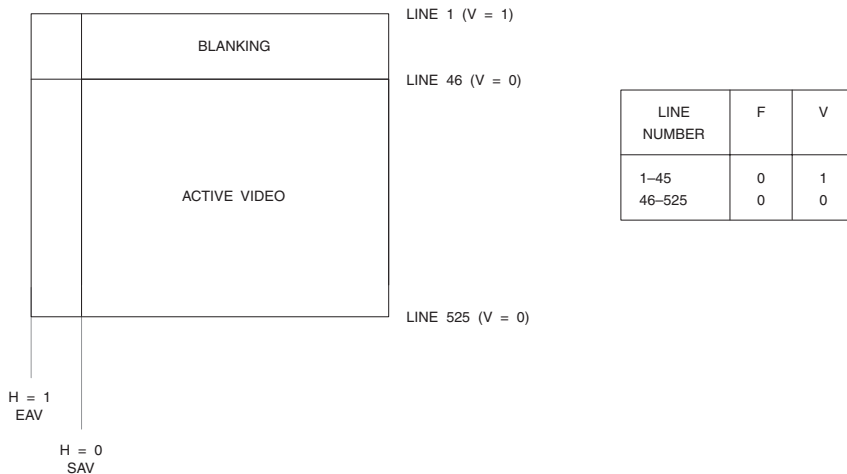 LINE 1 (V = 1)
BLANKING
LINE 46 (V = 0)
ACTIVE VIDEO
LINE 525 (V = 0)
H = 1
EAV
H = 0
SAV
LINE NUMBER F V
1–45 0 1
46–525 0 0